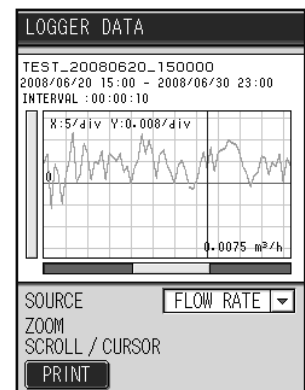 LOGGER DATA
TEST_20080620_150000
2008/06/20 15:00 - 2008/06/30 23:00
INTERVAL :00:00:10
X:5/div Y:0.008/div
0
0.0075 m³/h
SOURCE FLOW RATE
ZOOM
SCROLL / CURSOR
PRINT